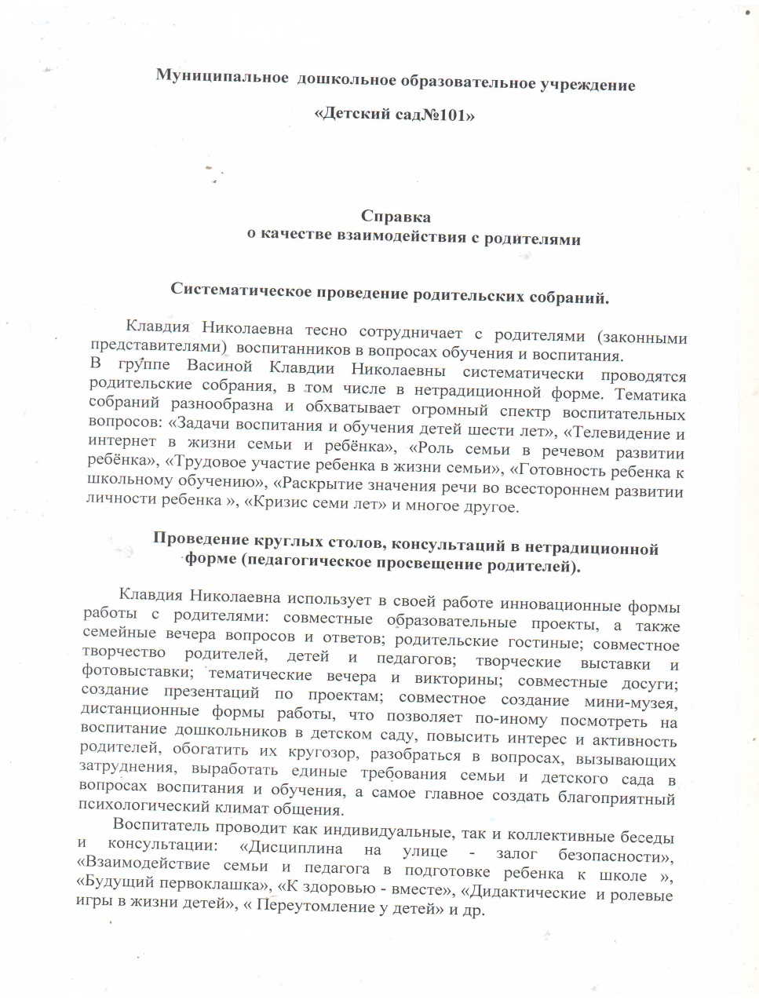 Муниципальное дошкольное образовательное учреждение
«Детский сад№101»
Справка
о качестве взаимодействия с родителями
Систематическое проведение родительских собраний.
Клавдия Николаевна тесно сотрудничает с родителями (законными
представителями) воспитанников в вопросах обучения и воспитания.
В группе Васиной Клавдии Николаевны систематически проводятся
родительские собрания, в том числе в нетрадиционной форме. Тематика
собраний разнообразна и обхватывает огромный спектр воспитательных
вопросов: «Задачи воспитания и обучения детей шести лет», «Телевидение и
интернет в жизни семьи и ребёнка», «Роль семьи в речевом развитии
ребёнка», «Трудовое участие ребенка в жизни семьи», «Готовность ребенка к
школьному обучению», «Раскрытие значения речи во всестороннем развитии
личности ребенка », «Кризис семи лет» и многое другое.
Проведение круглых столов, консультаций в нетрадиционной
форме (педагогическое просвещение родителей).
Клавдия Николаевна использует в своей работе инновационные формы
работы с родителями: совместные образовательные проекты, а также
семейные вечера вопросов и ответов; родительские гостиные; совместное
творчество родителей, детей и педагогов; творческие выставки и
фотовыставки; тематические вечера и викторины; совместные досуги;
создание презентаций по проектам; совместное создание мини-музея,
дистанционные формы работы, что позволяет по-иному посмотреть на
воспитание дошкольников в детском саду, повысить интерес и активность
родителей, обогатить их кругозор, разобраться в вопросах, вызывающих
затруднения, выработать единые требования семьи и детского сада в
вопросах воспитания и обучения, а самое главное создать благоприятный
психологический климат общения.
Воспитатель проводит как индивидуальные, так и коллективные беседы
и консультации: «Дисциплина на улице - залог безопасности»,
«Взаимодействие семьи и педагога в подготовке ребенка к школе »,
«Будущий первоклашка», «К здоровью - вместе», «Дидактические и ролевые
игры в жизни детей», « Переутомление у детей» и др.